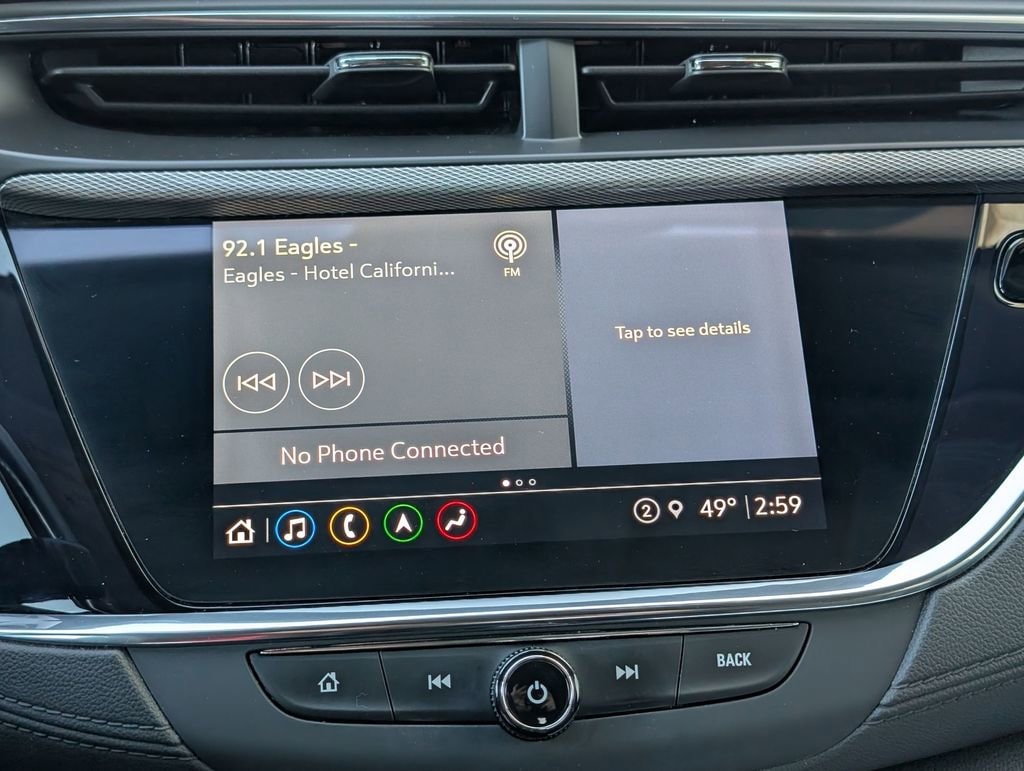 92.1 Eagles -
Eagles - Hotel Californi...
FM
Tap to see details
No Phone Connected
2 49° 2:59
BACK